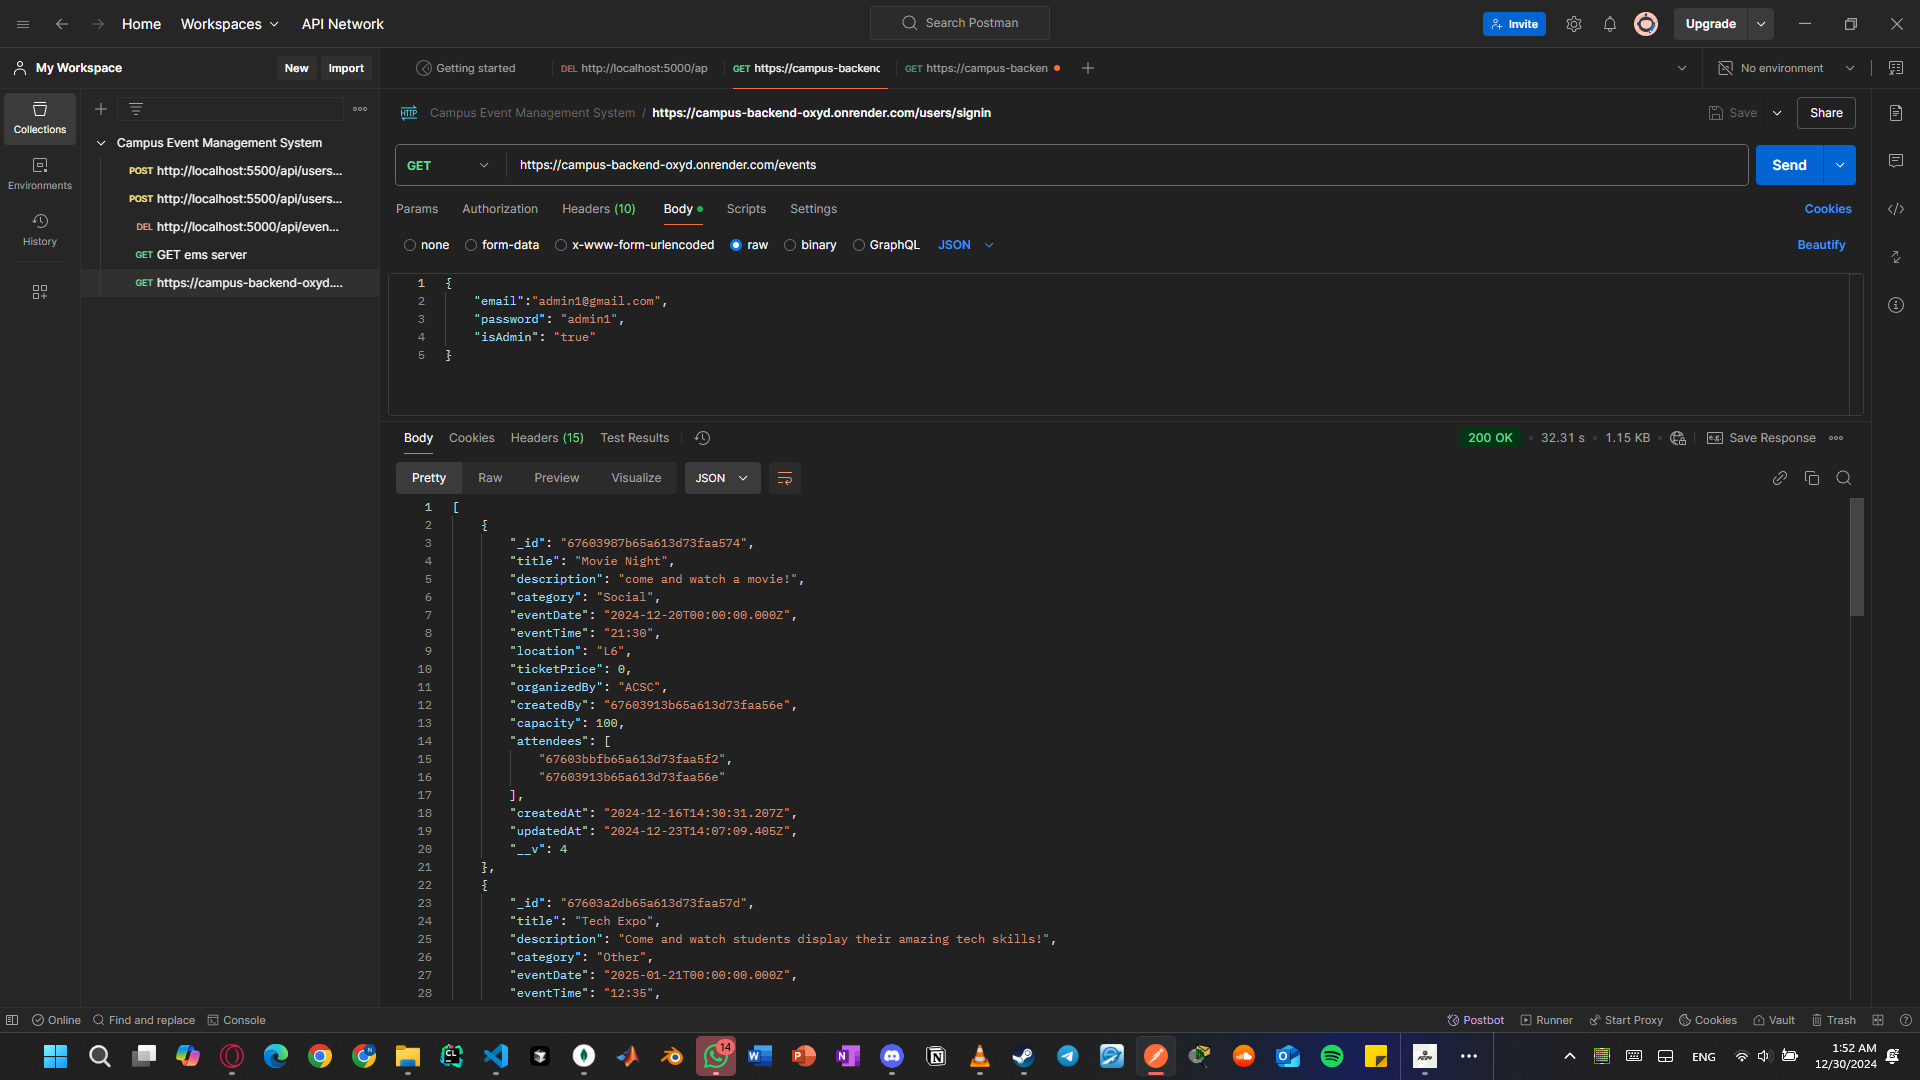 Home
Workspaces
API Network
Search Postman
Invite
Upgrade
My Workspace
New
Import
Getting started
DEL http://localhost:5000/ap
GET https://campus-backenc
GET https://campus-backen
No environment
Collections
Environments
History
Campus Event Management System
POST http://localhost:5500/api/users...
POST http://localhost:5500/api/users...
DEL http://localhost:5000/api/even...
GET GET ems server
GET https://campus-backend-oxyd....
HTTP Campus Event Management System / https://campus-backend-oxyd.onrender.com/users/signin
Save
Share
GET https://campus-backend-oxyd.onrender.com/events
Send
Params Authorization Headers (10) Body Scripts Settings
Cookies
none form-data x-www-form-urlencoded raw binary GraphQL JSON
Beautify
1 {
2 "email":"admin1@gmail.com",
3 "password": "admin1",
4 "isAdmin": "true"
5 }
Body Cookies Headers (15) Test Results
200 OK • 32.31 s • 1.15 KB
e.g. Save Response
Pretty Raw Preview Visualize JSON
1 [
2 {
3 "_id": "67603987b65a613d73faa574",
4 "title": "Movie Night",
5 "description": "come and watch a movie!",
6 "category": "Social",
7 "eventDate": "2024-12-20T00:00:00.000Z",
8 "eventTime": "21:30",
9 "location": "L6",
10 "ticketPrice": 0,
11 "organizedBy": "ACSC",
12 "createdBy": "67603913b65a613d73faa56e",
13 "capacity": 100,
14 "attendees": [
15 "67603bbfb65a613d73faa5f2",
16 "67603913b65a613d73faa56e"
17 ],
18 "createdAt": "2024-12-16T14:30:31.207Z",
19 "updatedAt": "2024-12-23T14:07:09.405Z",
20 "__v": 4
21 },
22 {
23 "_id": "67603a2db65a613d73faa57d",
24 "title": "Tech Expo",
25 "description": "Come and watch students display their amazing tech skills!",
26 "category": "Other",
27 "eventDate": "2025-01-21T00:00:00.000Z",
28 "eventTime": "12:35",
Online
Find and replace
Console
Postbot
Runner
Start Proxy
Cookies
Vault
Trash
14
ENG
1:52 AM
12/30/2024